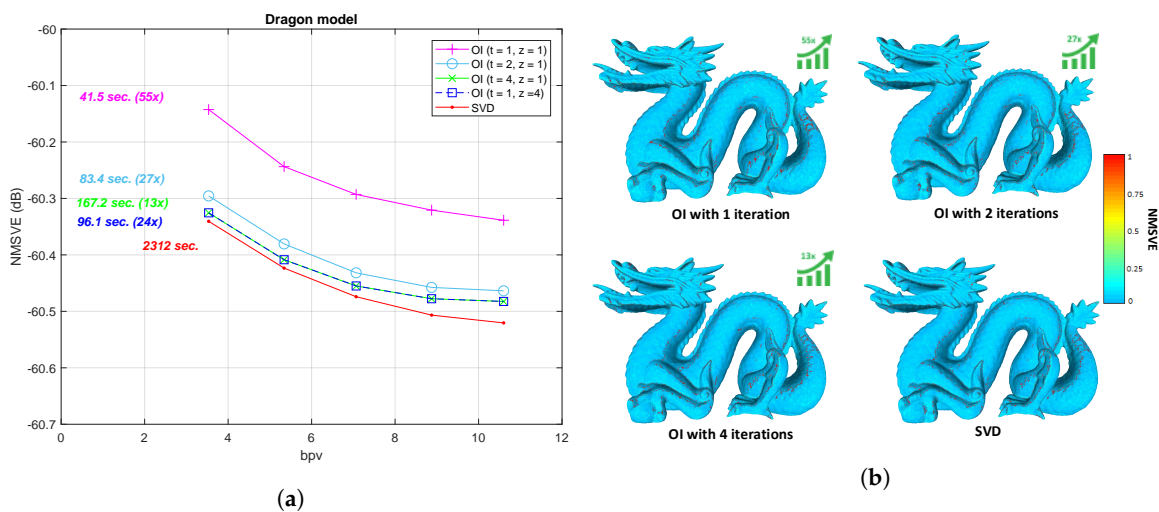 Dragon model
-60
-60.1
-60.2
-60.3
-60.4
-60.5
-60.6
-60.7
NMSVE (dB)
0 2 4 6 8 10 12
bpv
OI (t = 1, z = 1)
OI (t = 2, z = 1)
OI (t = 4, z = 1)
OI (t = 1, z =4)
SVD
41.5 sec. (55x)
83.4 sec. (27x)
167.2 sec. (13x)
96.1 sec. (24x)
2312 sec.
(a)
55x
27x
OI with 1 iteration
OI with 2 iterations
13x
OI with 4 iterations
SVD
1
0.75
0.5
0.25
0
NMSVE
(b)